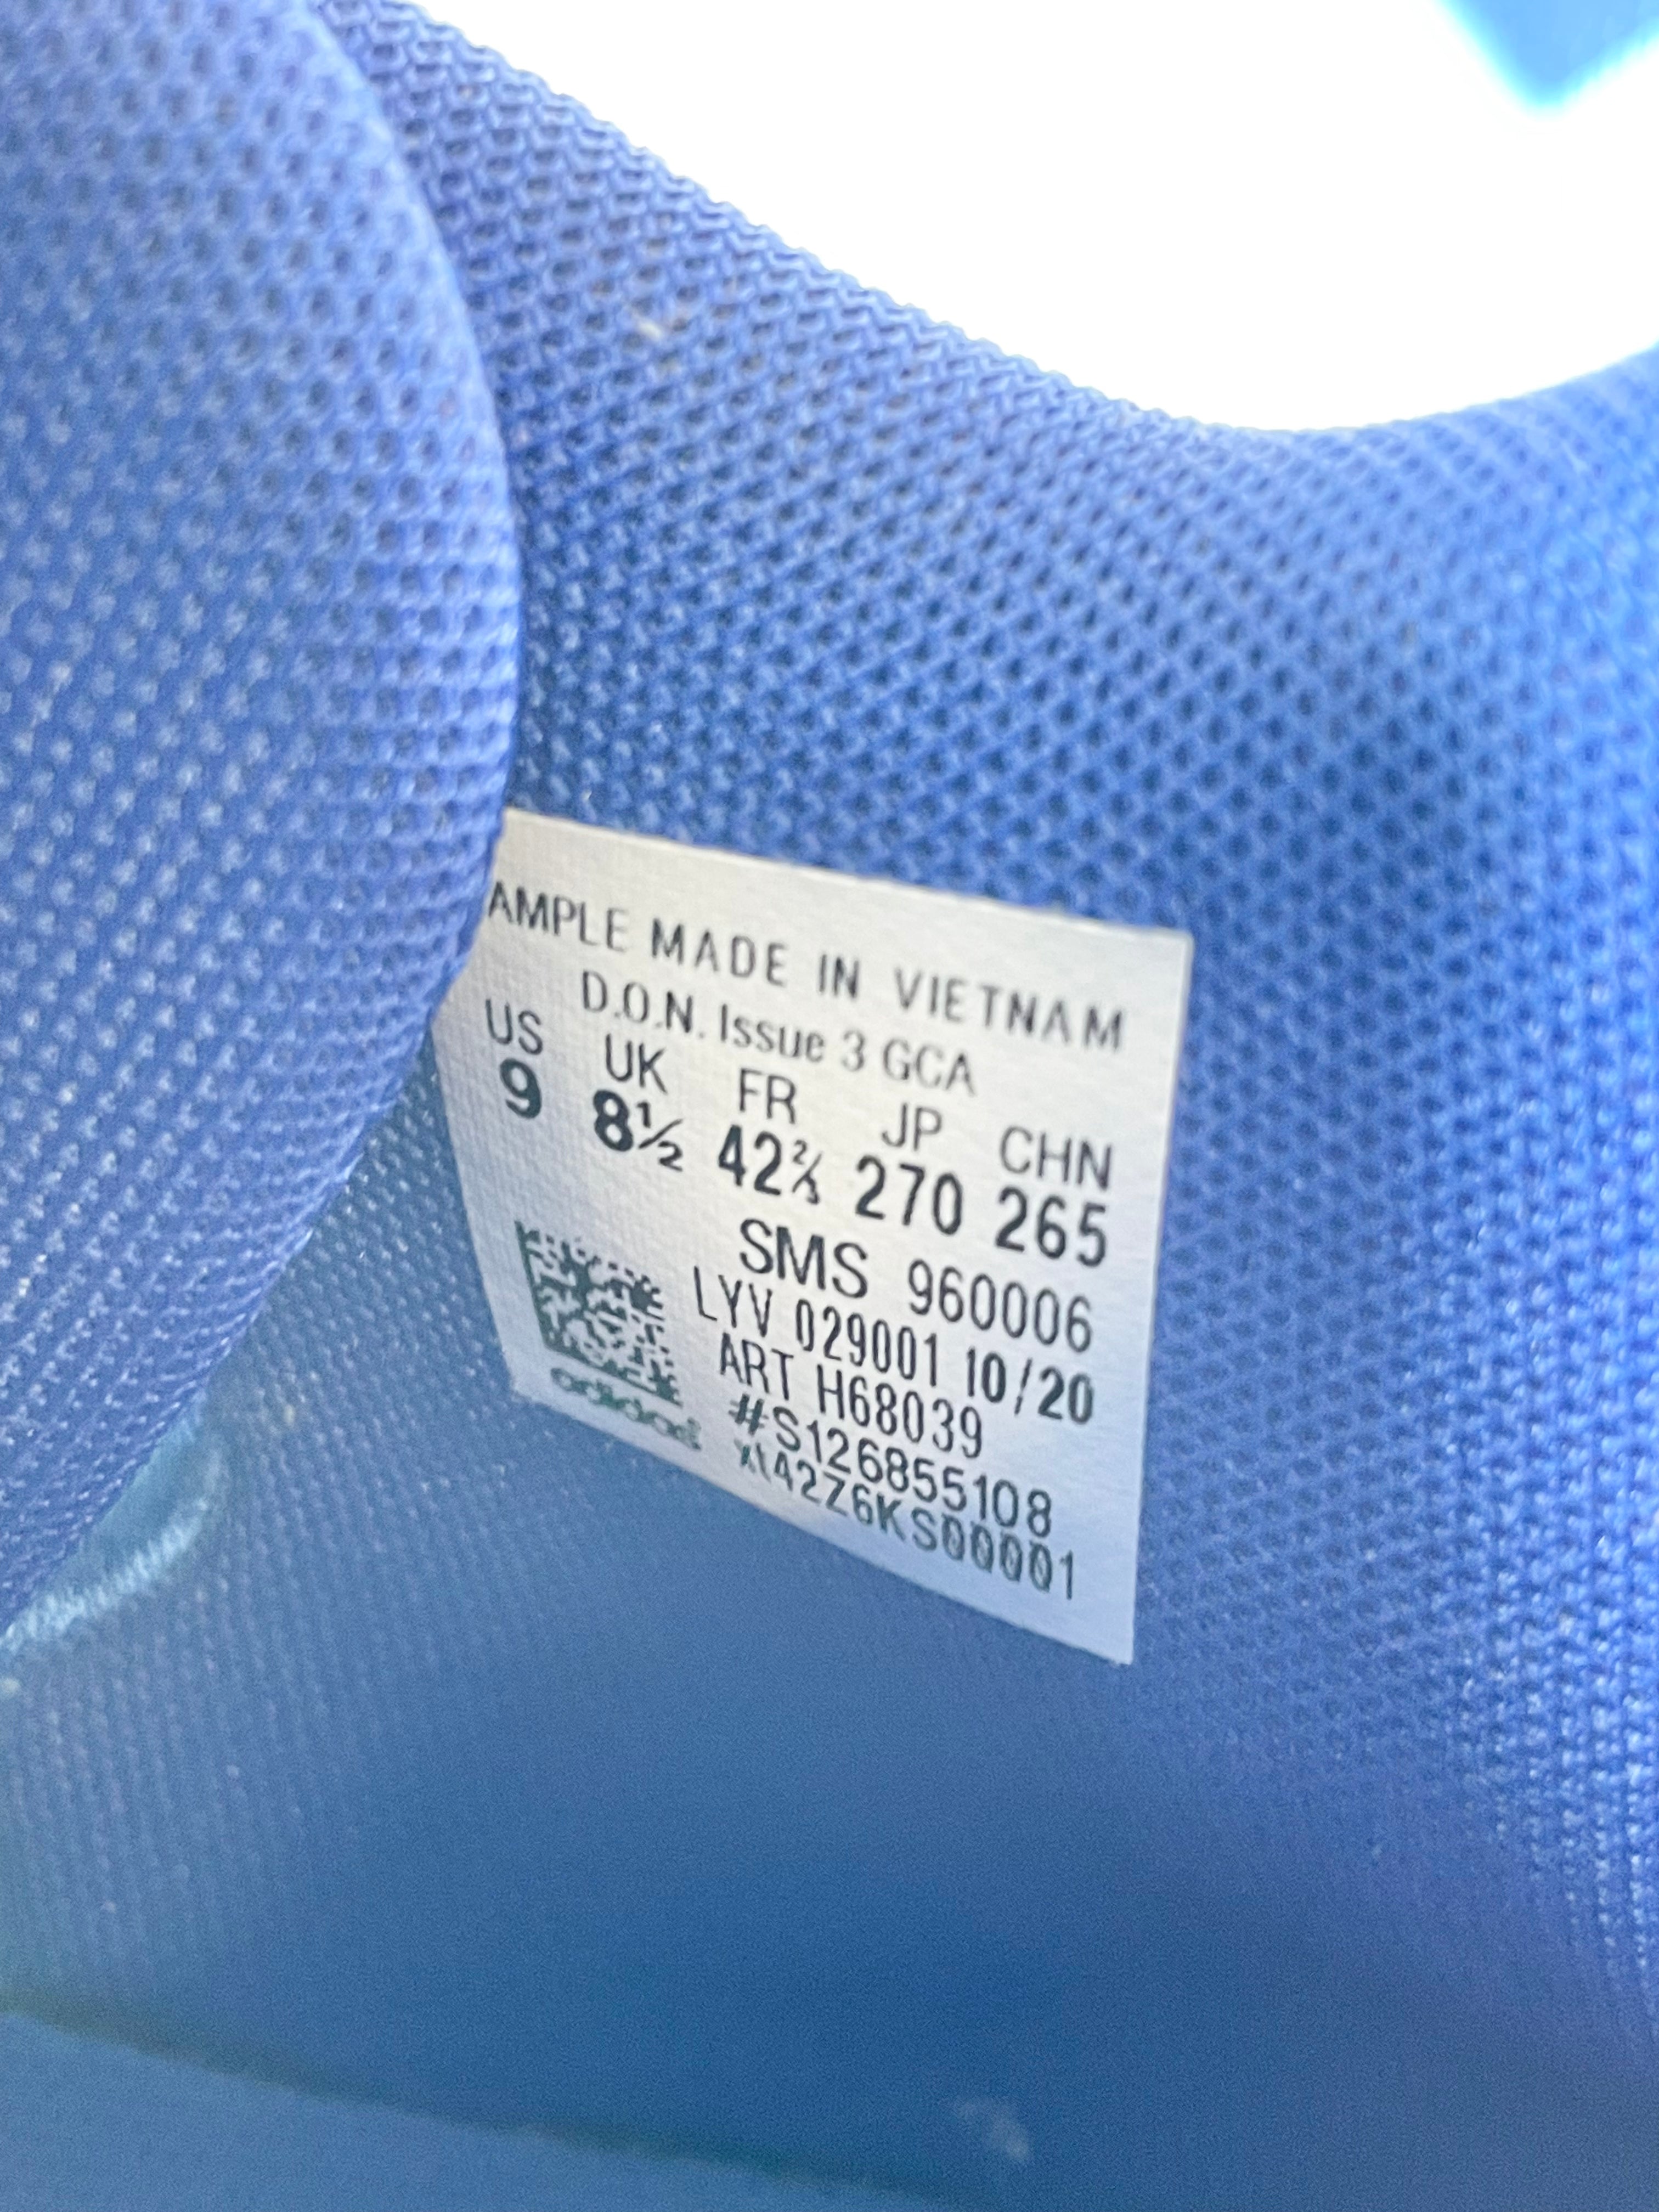 AMPLE MADE IN VIETNAM
D.O.N. Issue 3 GCA
US UK FR JP CHN
9 8½ 42⅔ 270 265
SMS 960006
LYV 029001 10/20
ART H68039
#S126855108
adidas